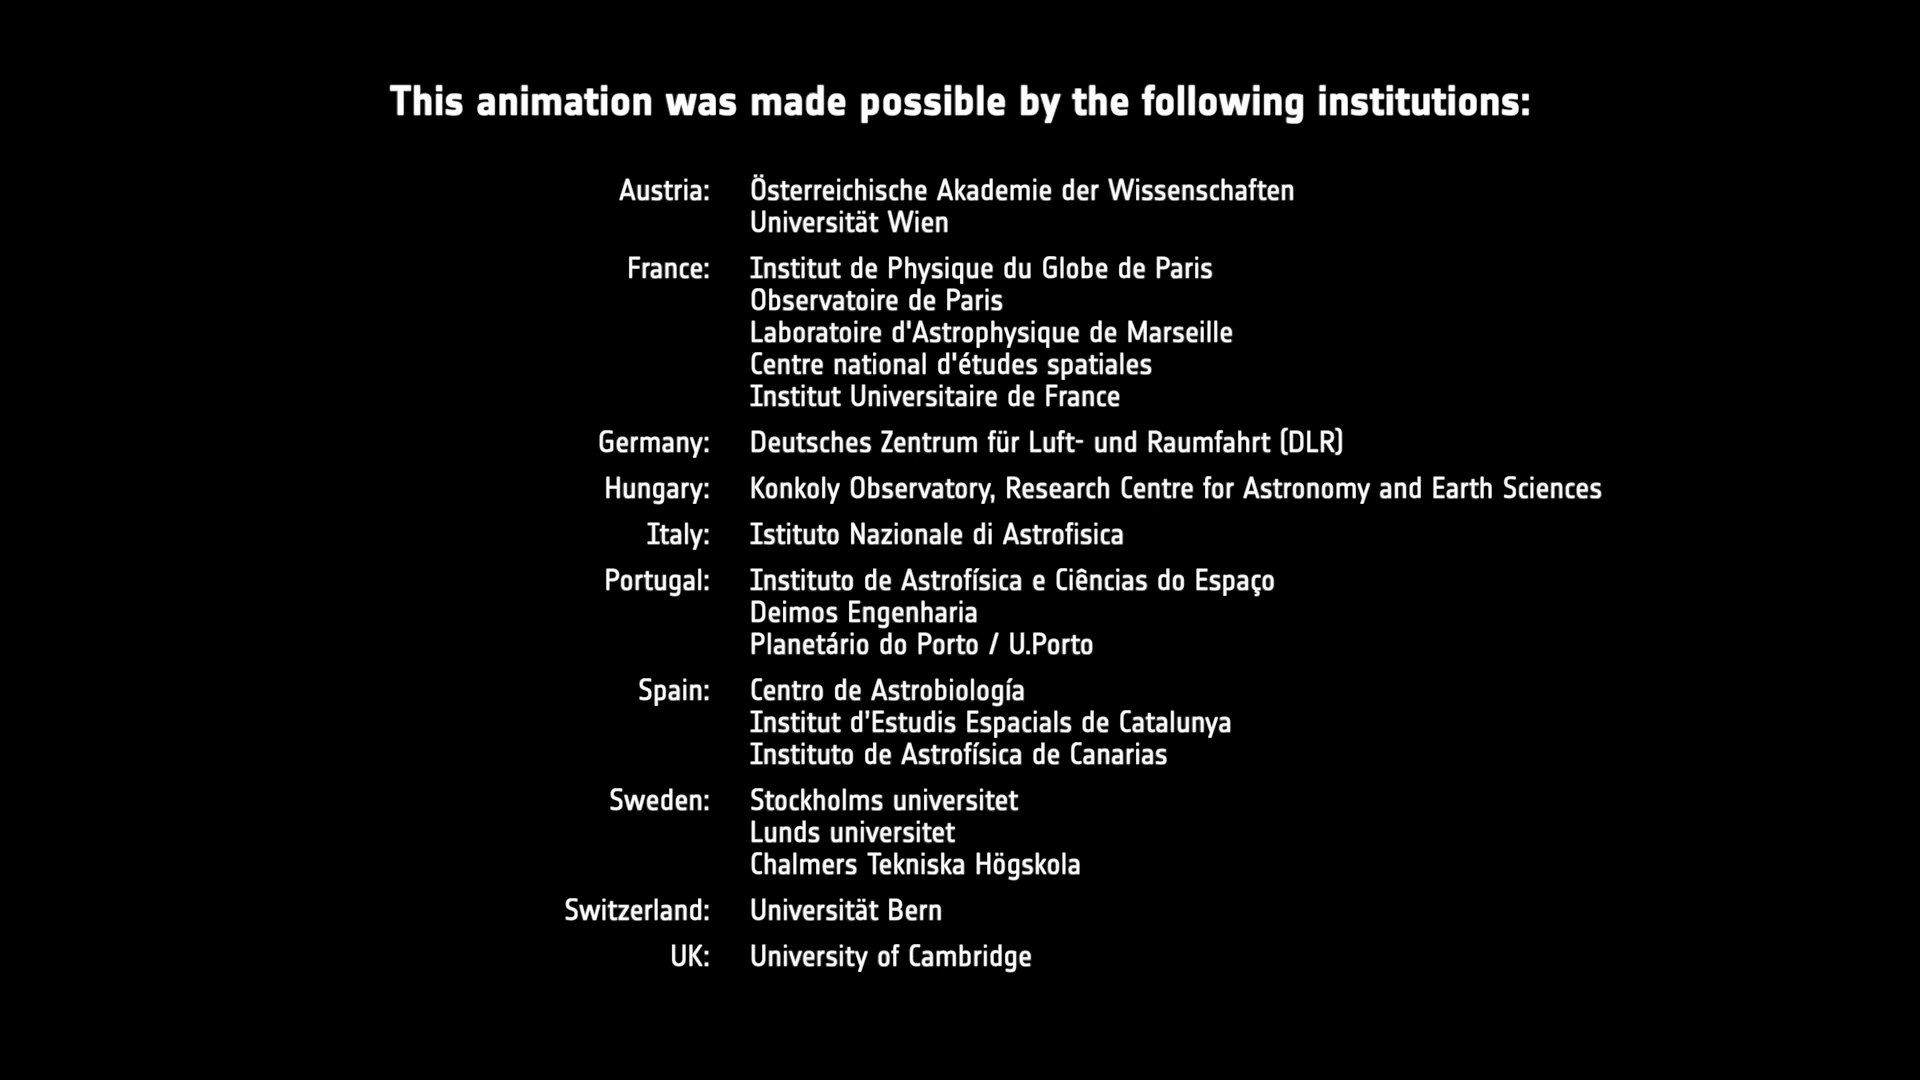 This animation was made possible by the following institutions:
Austria: Österreichische Akademie der Wissenschaften
Universität Wien
France: Institut de Physique du Globe de Paris
Observatoire de Paris
Laboratoire d'Astrophysique de Marseille
Centre national d'études spatiales
Institut Universitaire de France
Germany: Deutsches Zentrum für Luft- und Raumfahrt (DLR)
Hungary: Konkoly Observatory, Research Centre for Astronomy and Earth Sciences
Italy: Istituto Nazionale di Astrofisica
Portugal: Instituto de Astrofísica e Ciências do Espaço
Deimos Engenharia
Planetário do Porto / U.Porto
Spain: Centro de Astrobiología
Institut d'Estudis Espacials de Catalunya
Instituto de Astrofísica de Canarias
Sweden: Stockholms universitet
Lunds universitet
Chalmers Tekniska Högskola
Switzerland: Universität Bern
UK: University of Cambridge